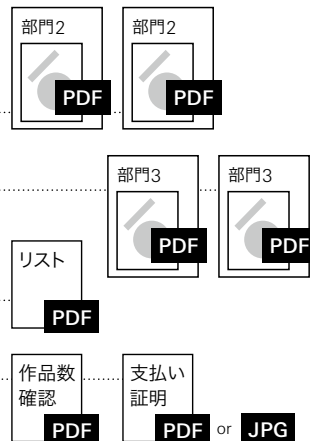 部門2 部門2
PDF PDF
部門3 部門3
PDF PDF
リスト
PDF
作品数 支払い
確認 証明
PDF PDF or JPG